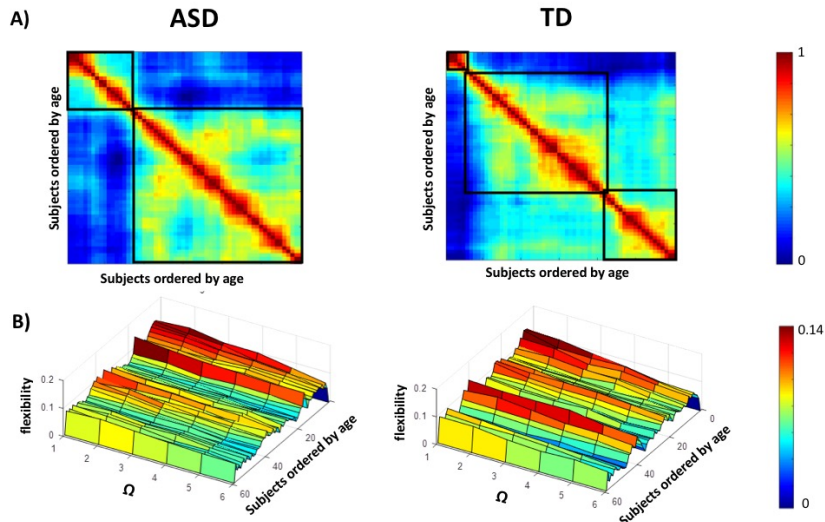 A)
ASD
TD
Subjects ordered by age
Subjects ordered by age
Subjects ordered by age
Subjects ordered by age
1
0
B)
flexibility
0.2
0.1
0
1
2
3
4
5
6
Ω
60
40
20
Subjects ordered by age
flexibility
0.2
0.1
0
1
2
3
4
5
6
Ω
60
40
20
0
Subjects ordered by age
0.14
0